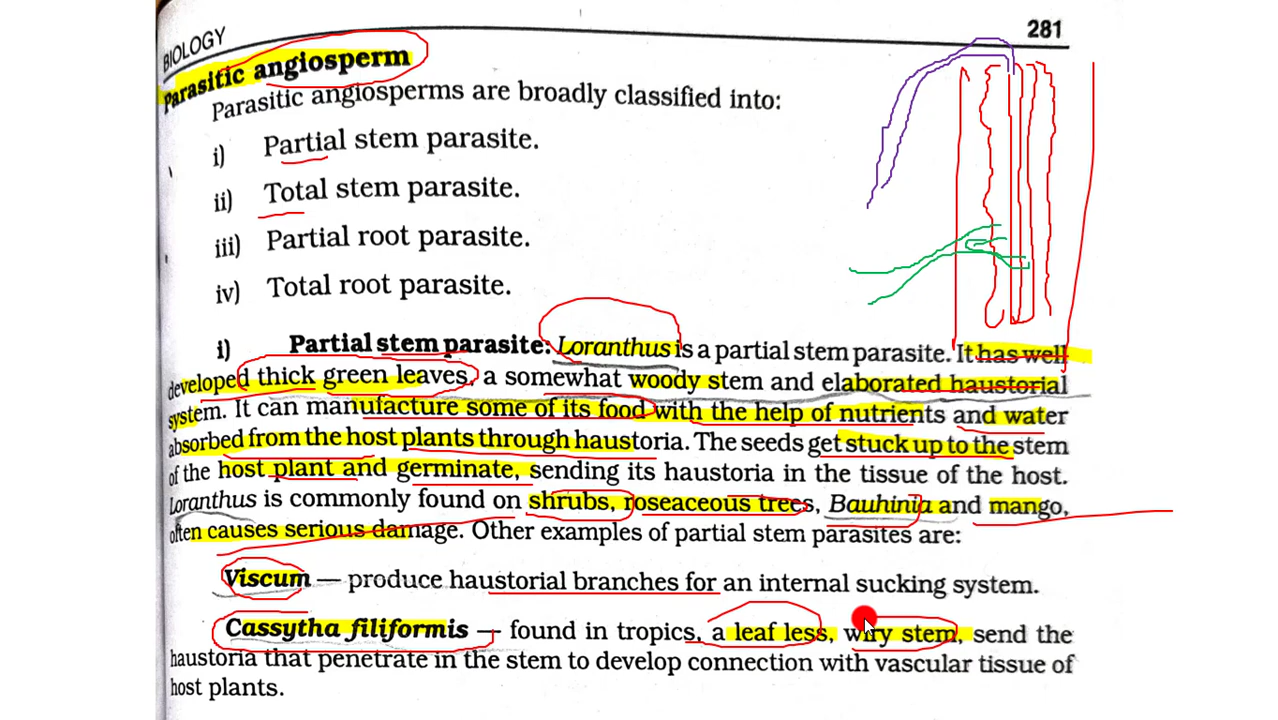 BIOLOGY
281
Parasitic angiosperm
Parasitic angiosperms are broadly classified into:
i) Partial stem parasite.
ii) Total stem parasite.
iii) Partial root parasite.
iv) Total root parasite.
i) Partial stem parasite: Loranthus is a partial stem parasite. It has well
developed thick green leaves, a somewhat woody stem and elaborated haustorial
system. It can manufacture some of its food with the help of nutrients and water
absorbed from the host plants through haustoria. The seeds get stuck up to the stem
of the host plant and germinate, sending its haustoria in the tissue of the host.
Loranthus is commonly found on shrubs, roseaceous trees, Bauhinia and mango,
often causes serious damage. Other examples of partial stem parasites are:
Viscum — produce haustorial branches for an internal sucking system.
Cassytha filiformis — found in tropics, a leaf less, wiry stem, send the
haustoria that penetrate in the stem to develop connection with vascular tissue of
host plants.